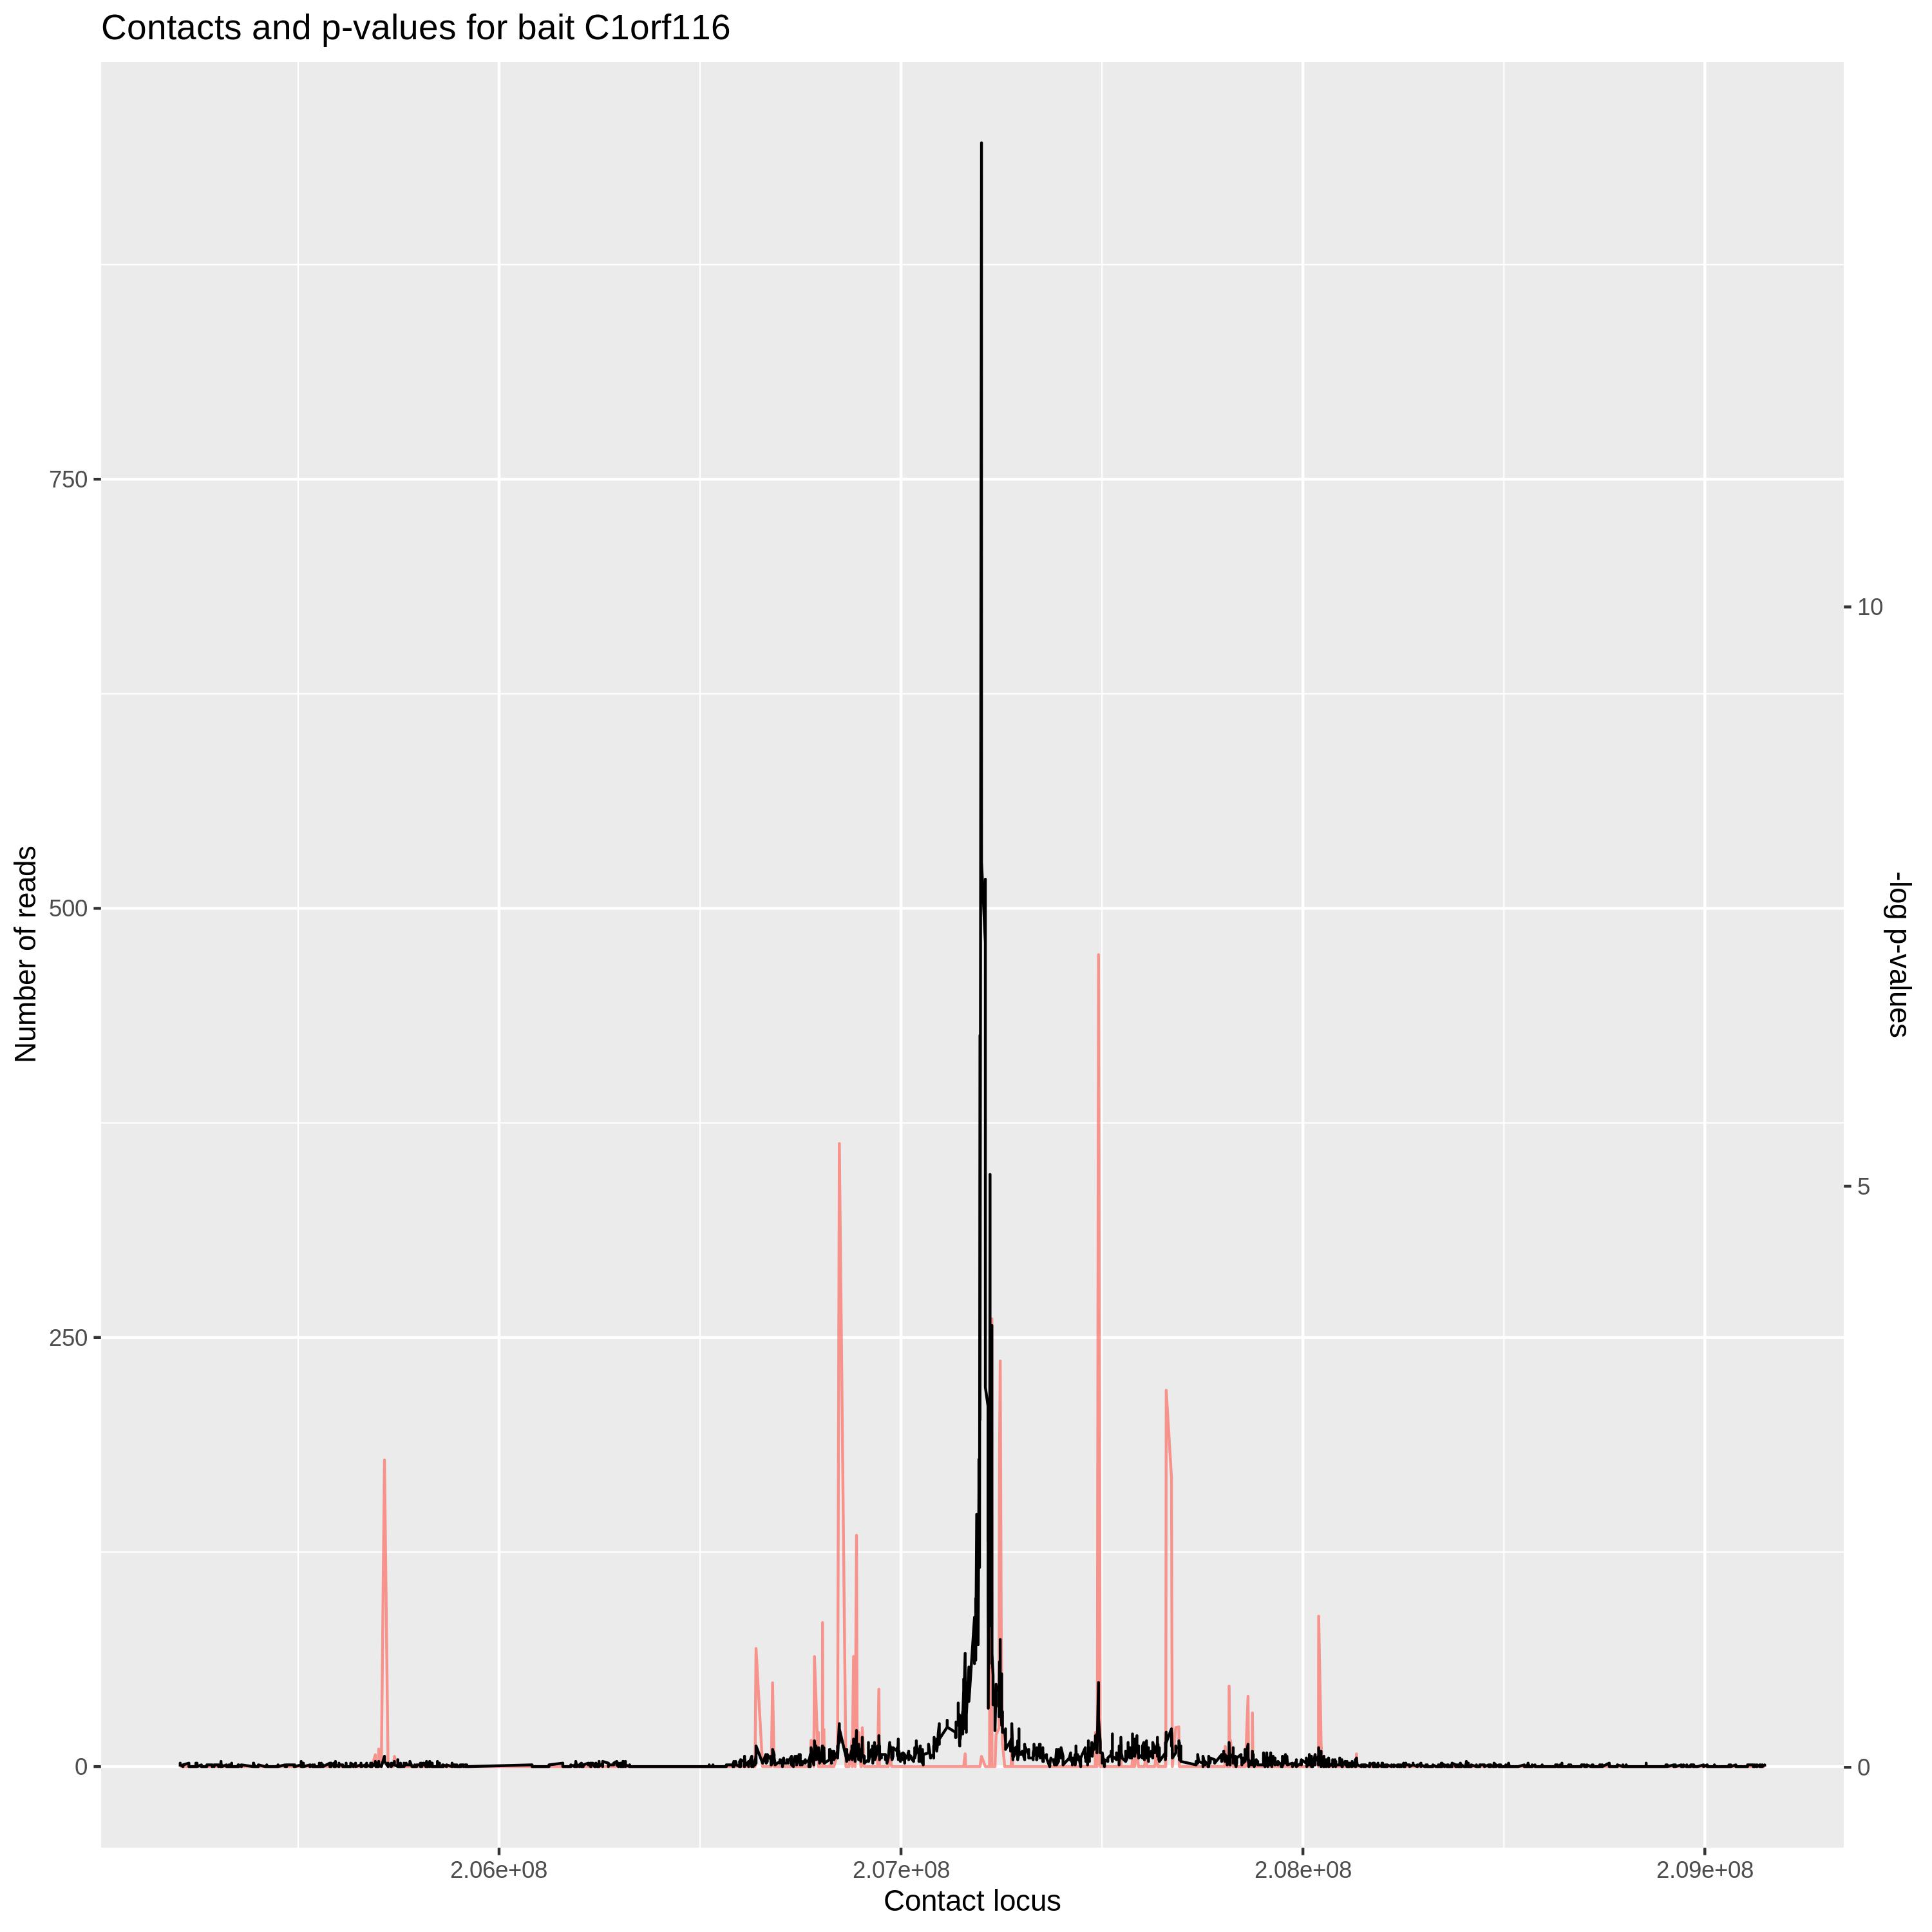 Contacts and p-values for bait C1orf116
Number of reads
750
500
250
0
10
5
0
-log p-values
2.06e+08
2.07e+08
2.08e+08
2.09e+08
Contact locus